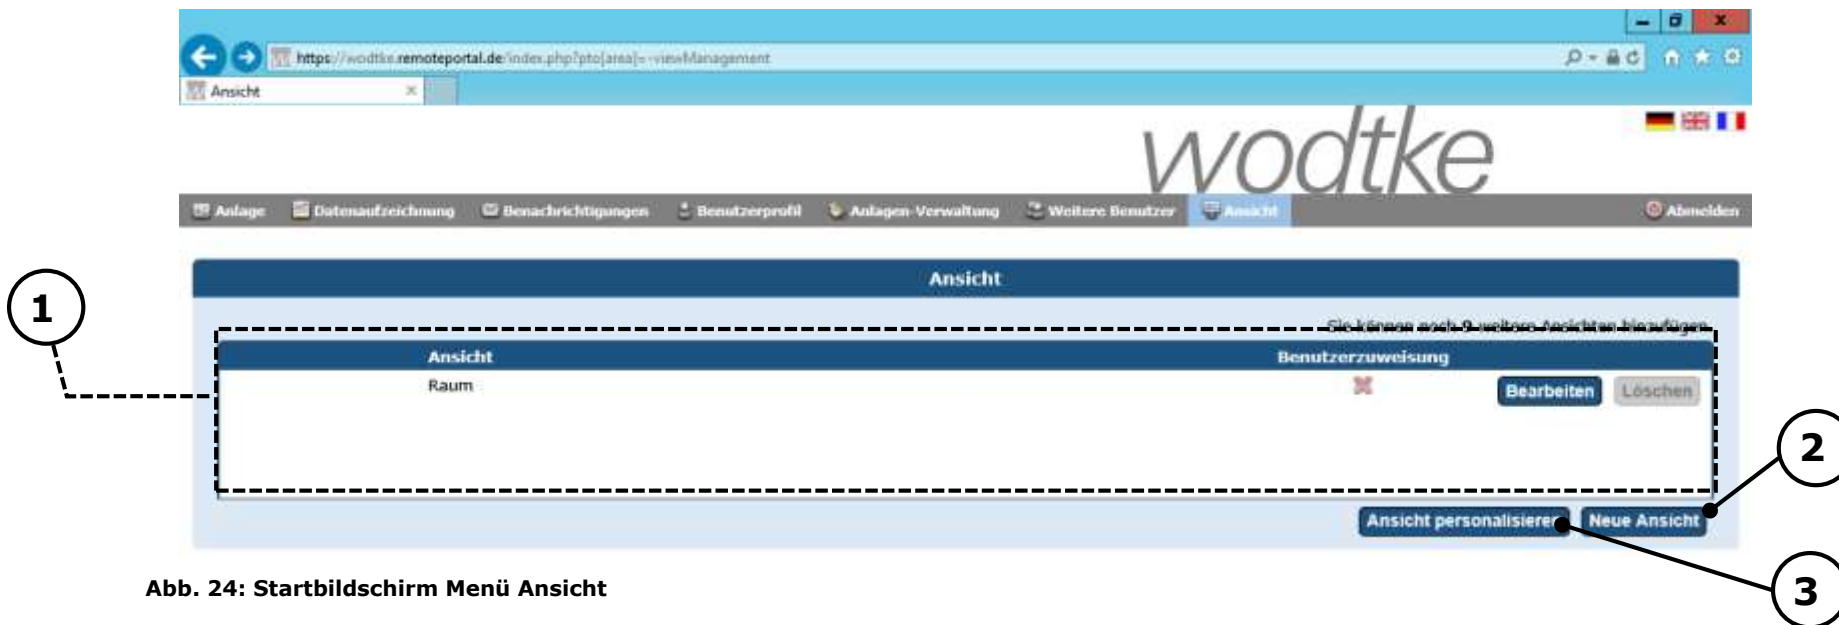 https://wodtke.remoteportal.de/index.php?pto[area]=-viewManagement
Ansicht
wodtke
Anlage Datenaufzeichnung Benachrichtigungen Benutzerprofil Anlagen-Verwaltung Weitere Benutzer Ansicht Abmelden
Ansicht
1
Sie können noch 9 weitere Ansichten hinzufügen
Ansicht Benutzerzuweisung
Raum Bearbeiten Löschen
2
Ansicht personalisieren Neue Ansicht
3
Abb. 24: Startbildschirm Menü Ansicht